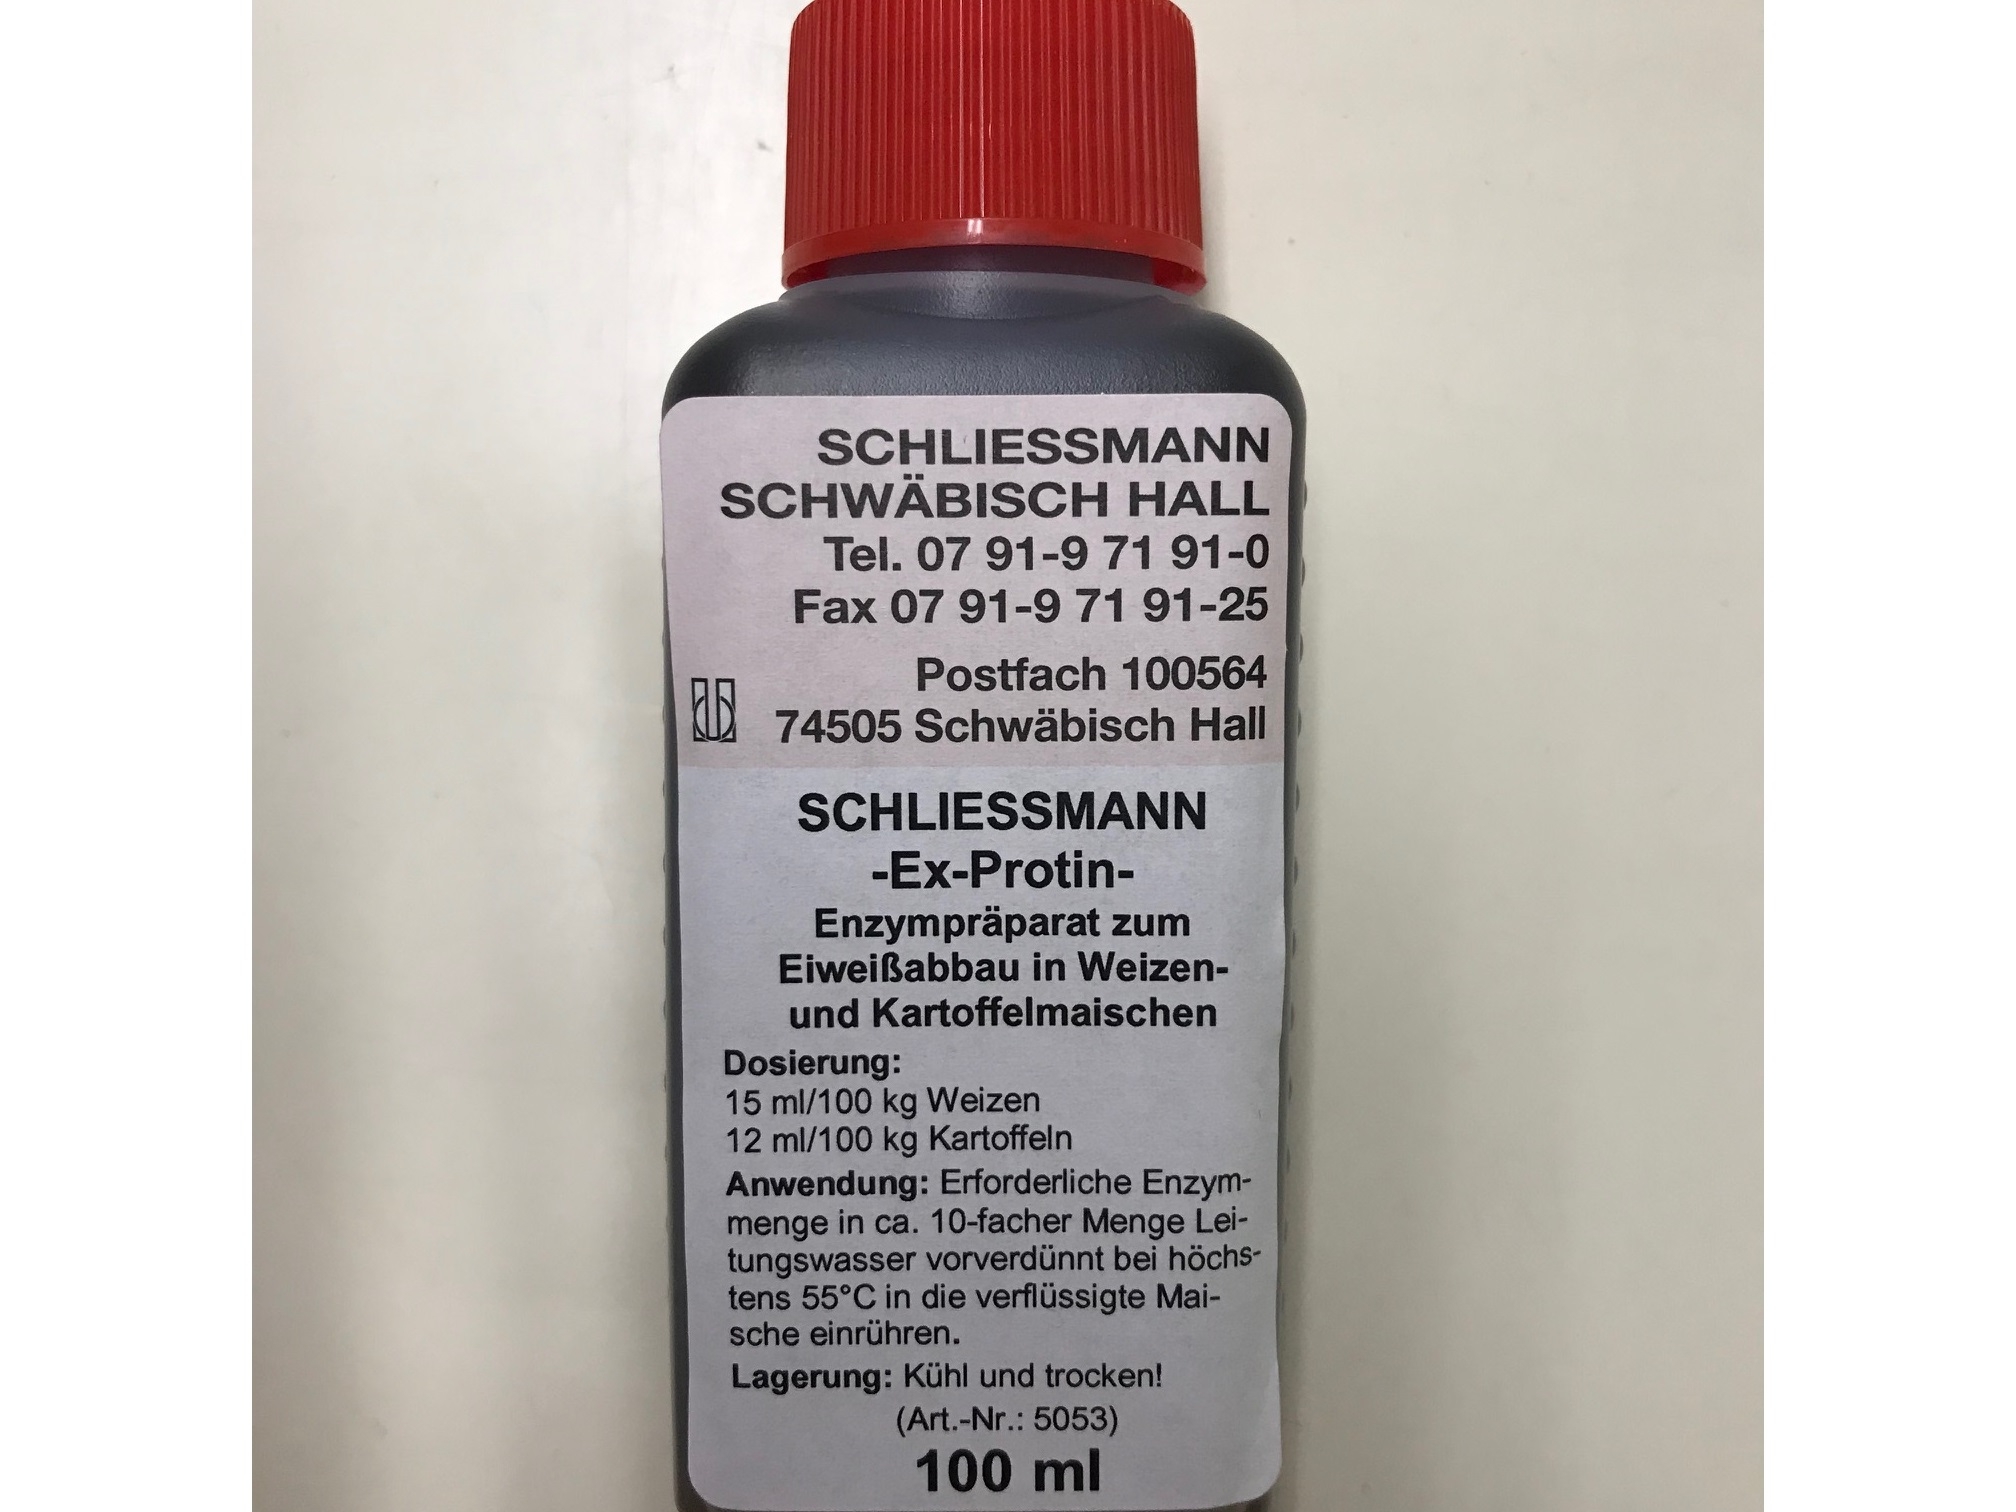 SCHLIESSMANN
SCHWÄBISCH HALL
Tel. 07 91-9 71 91-0
Fax 07 91-9 71 91-25
Postfach 100564
74505 Schwäbisch Hall
SCHLIESSMANN
-Ex-Protin-
Enzympräparat zum
Eiweißabbau in Weizen-
und Kartoffelmaischen
Dosierung:
15 ml/100 kg Weizen
12 ml/100 kg Kartoffeln
Anwendung: Erforderliche Enzym-
menge in ca. 10-facher Menge Lei-
tungswasser vorverdünnt bei höchs-
tens 55°C in die verflüssigte Mai-
sche einrühren.
Lagerung: Kühl und trocken!
(Art.-Nr.: 5053)
100 ml